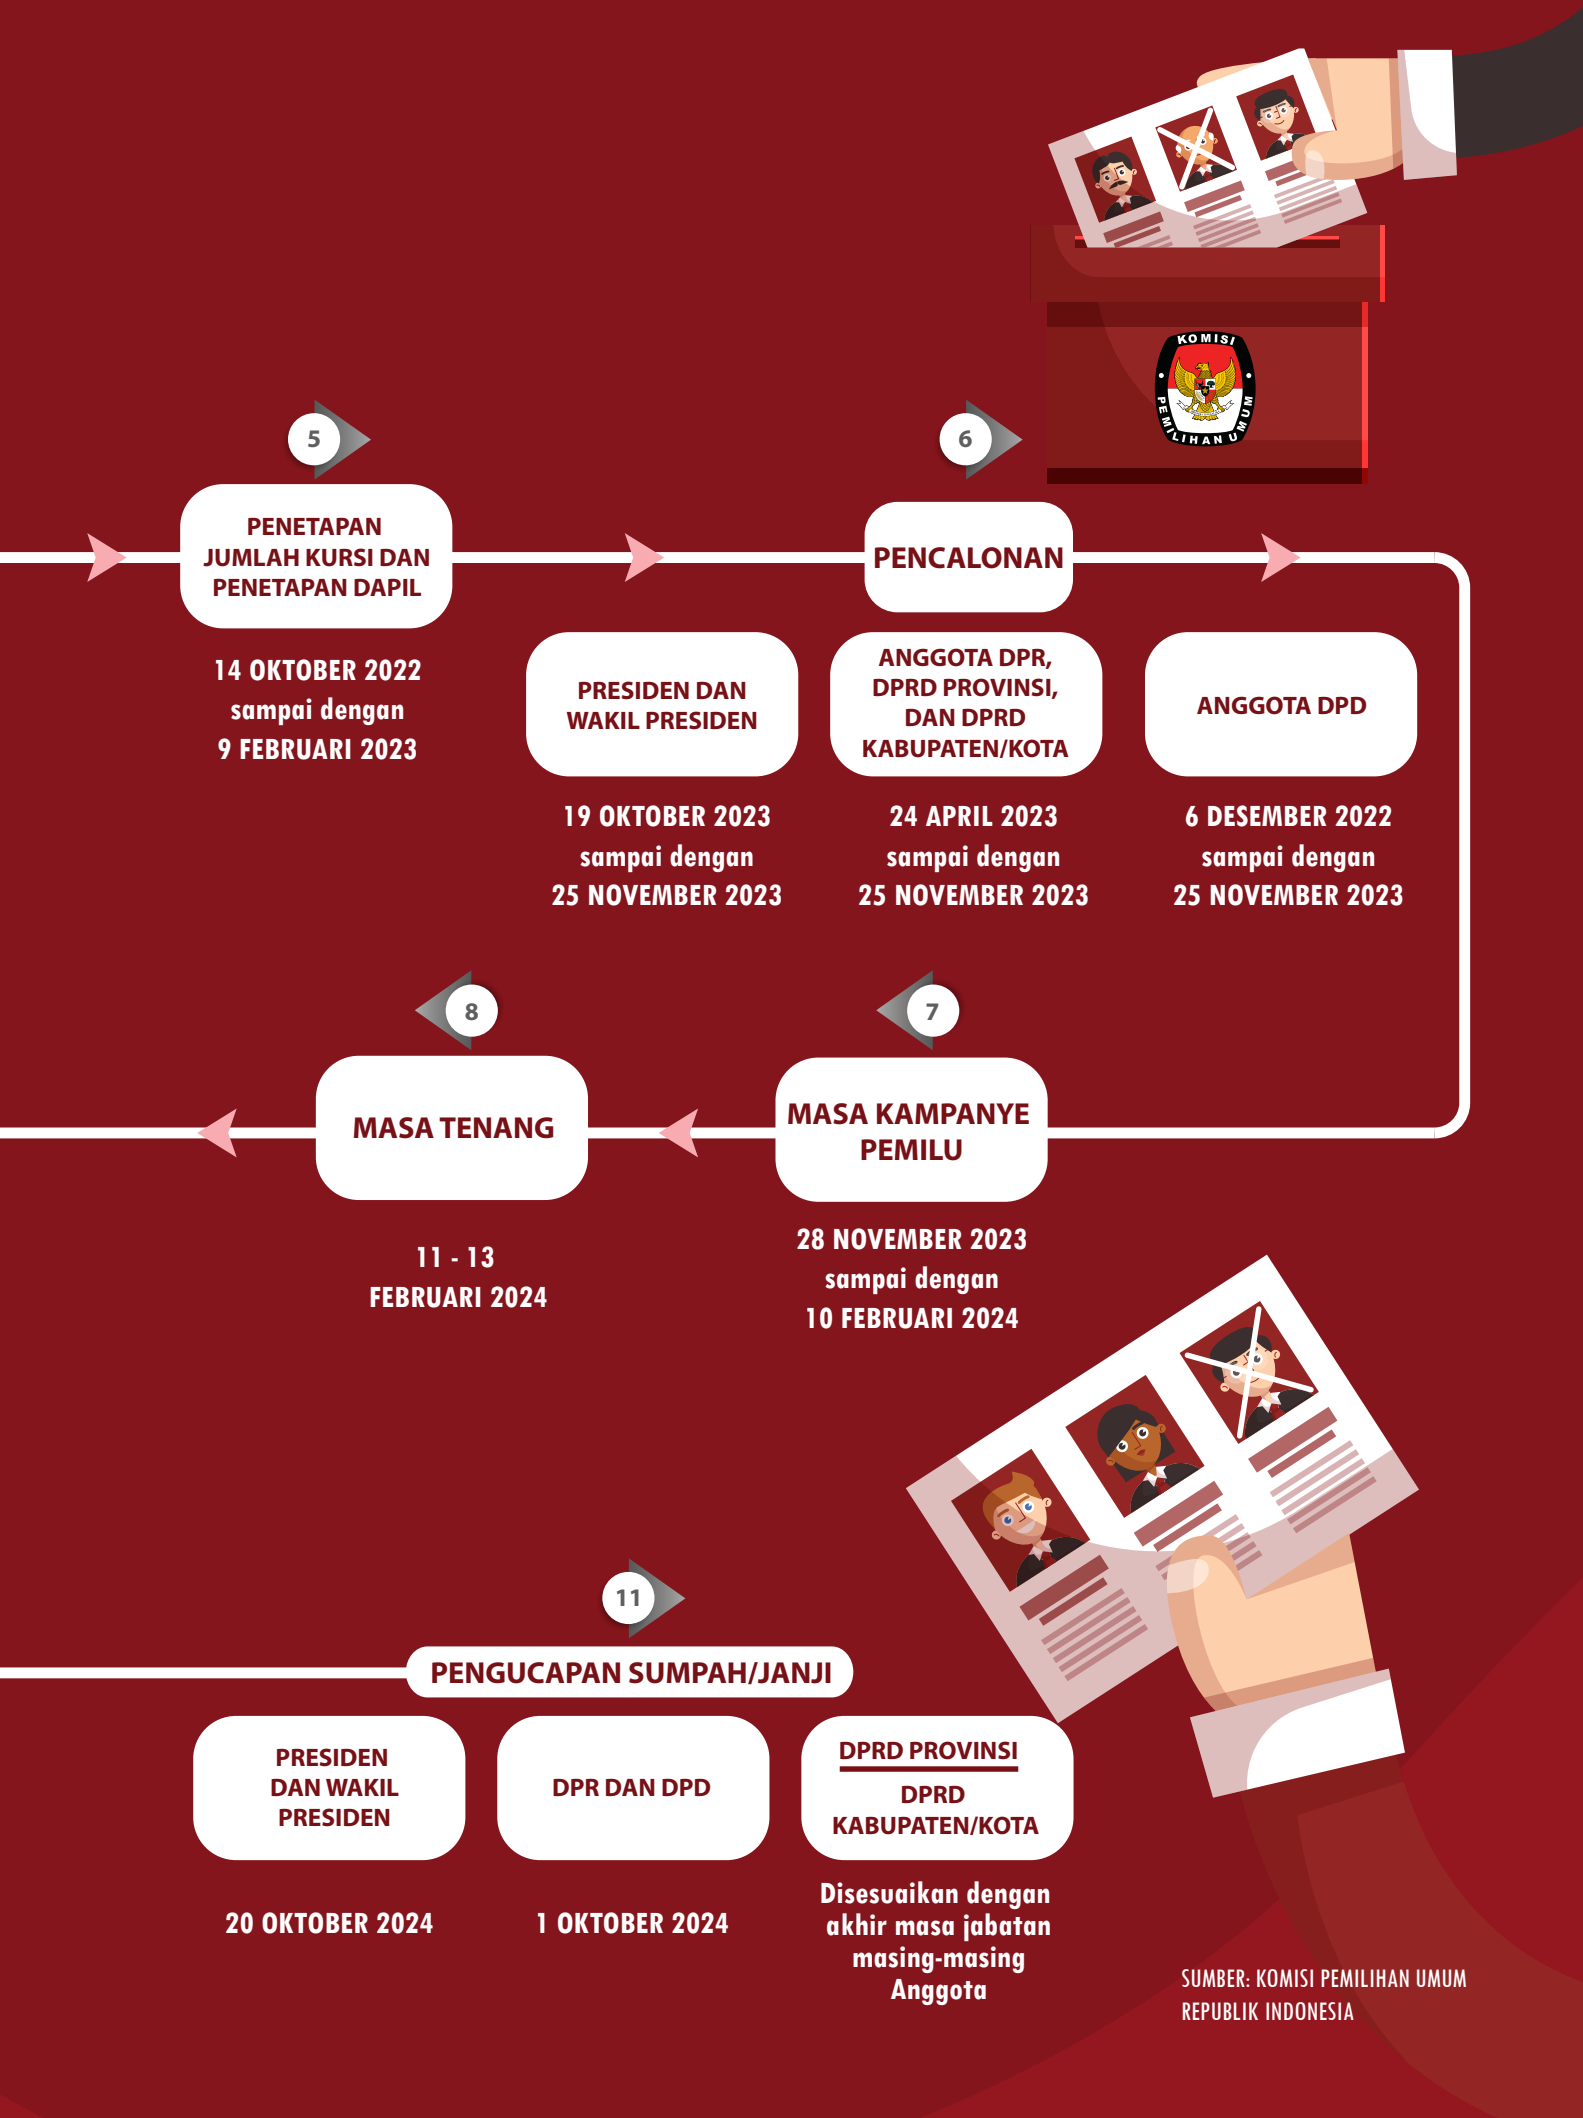 KOMISI
PEMILIHAN UMUM
5
PENETAPAN
JUMLAH KURSI DAN
PENETAPAN DAPIL
14 OKTOBER 2022
sampai dengan
9 FEBRUARI 2023
6
PENCALONAN
PRESIDEN DAN
WAKIL PRESIDEN
19 OKTOBER 2023
sampai dengan
25 NOVEMBER 2023
ANGGOTA DPR,
DPRD PROVINSI,
DAN DPRD
KABUPATEN/KOTA
24 APRIL 2023
sampai dengan
25 NOVEMBER 2023
ANGGOTA DPD
6 DESEMBER 2022
sampai dengan
25 NOVEMBER 2023
7
MASA KAMPANYE
PEMILU
28 NOVEMBER 2023
sampai dengan
10 FEBRUARI 2024
8
MASA TENANG
11 - 13
FEBRUARI 2024
11
PENGUCAPAN SUMPAH/JANJI
PRESIDEN
DAN WAKIL
PRESIDEN
20 OKTOBER 2024
DPR DAN DPD
1 OKTOBER 2024
DPRD PROVINSI
DPRD
KABUPATEN/KOTA
Disesuaikan dengan
akhir masa jabatan
masing-masing
Anggota
SUMBER: KOMISI PEMILIHAN UMUM
REPUBLIK INDONESIA